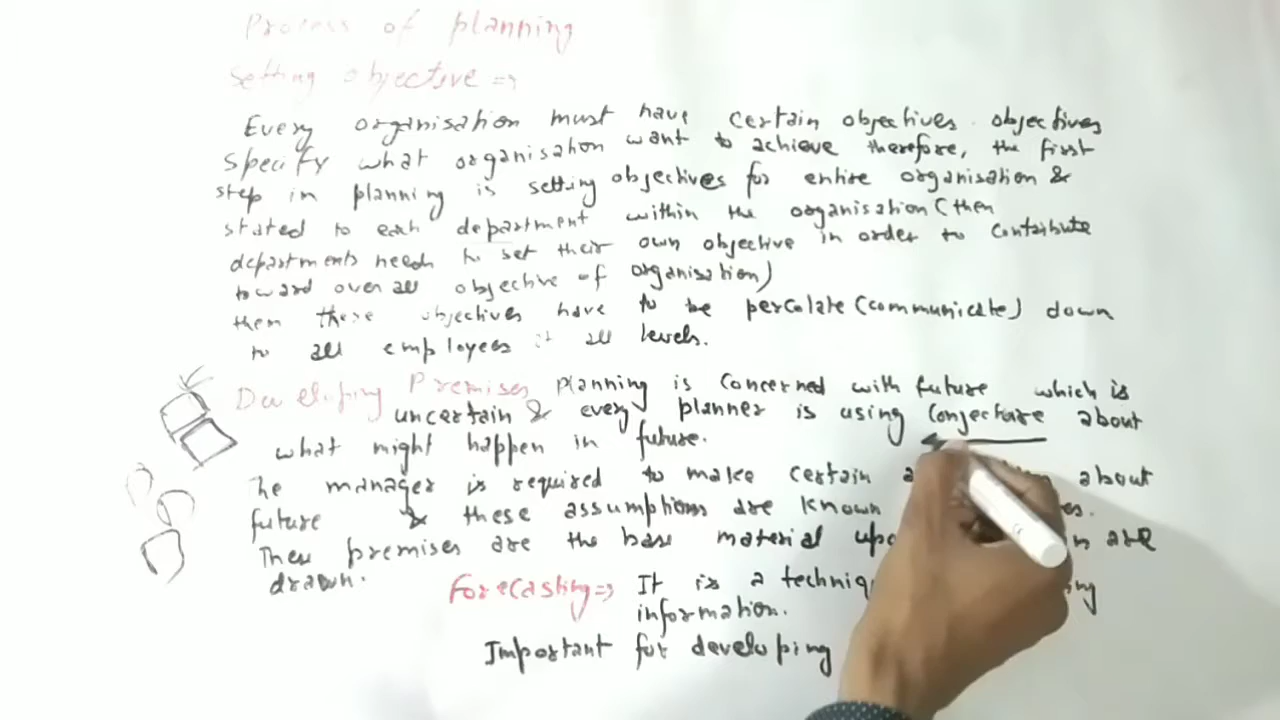 Process of planning
Setting objective =>
Every organisation must have certain objectives. objectives
specify what organisation want to achieve therefore, the first
step in planning is setting objectives for entire organisation &
stated to each department within the organisation (then
departments need to set their own objective in order to contribute
toward over all objective of organisation)
then these objectives have to be percolate (communicate) down
to all employees at all levels.
Developing Premises planning is concerned with future which is
uncertain & every planner is using conjecture about
what might happen in future.
The manager is required to make certain about
future & these assumptions are known
These premises are the base material are
drawn.
Forecasting => It is a
information.
Important for developing